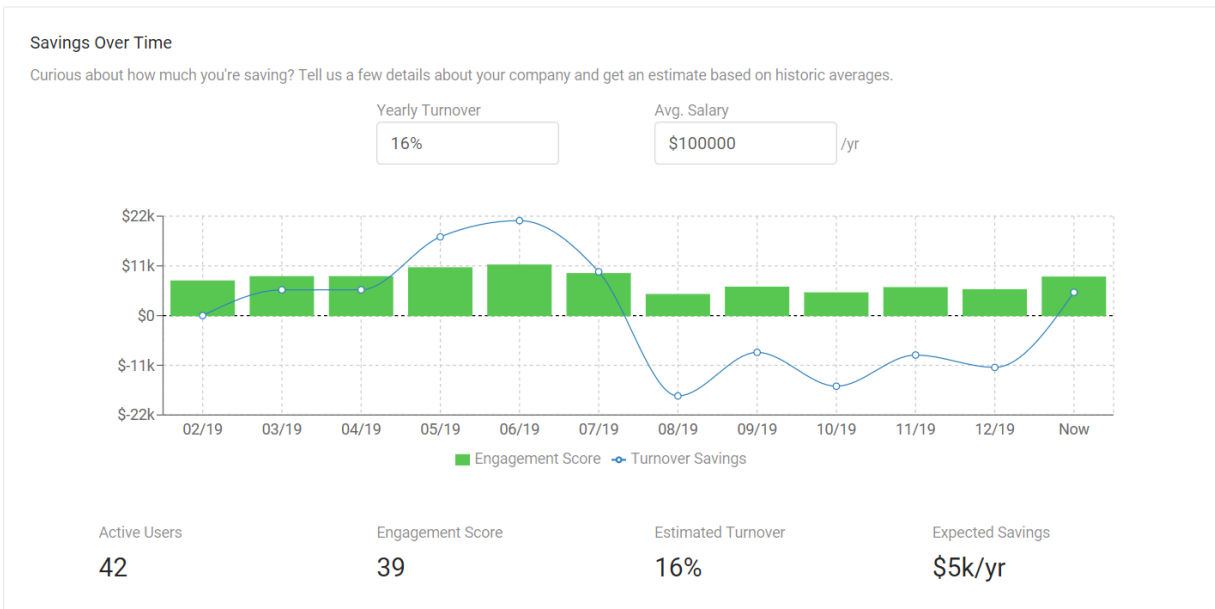 Savings Over Time
Curious about how much you're saving? Tell us a few details about your company and get an estimate based on historic averages.
Yearly Turnover Avg. Salary
16% $100000 /yr
$22k
$11k
$0
$-11k
$-22k
02/19 03/19 04/19 05/19 06/19 07/19 08/19 09/19 10/19 11/19 12/19 Now
Engagement Score Turnover Savings
Active Users Engagement Score Estimated Turnover Expected Savings
42 39 16% $5k/yr